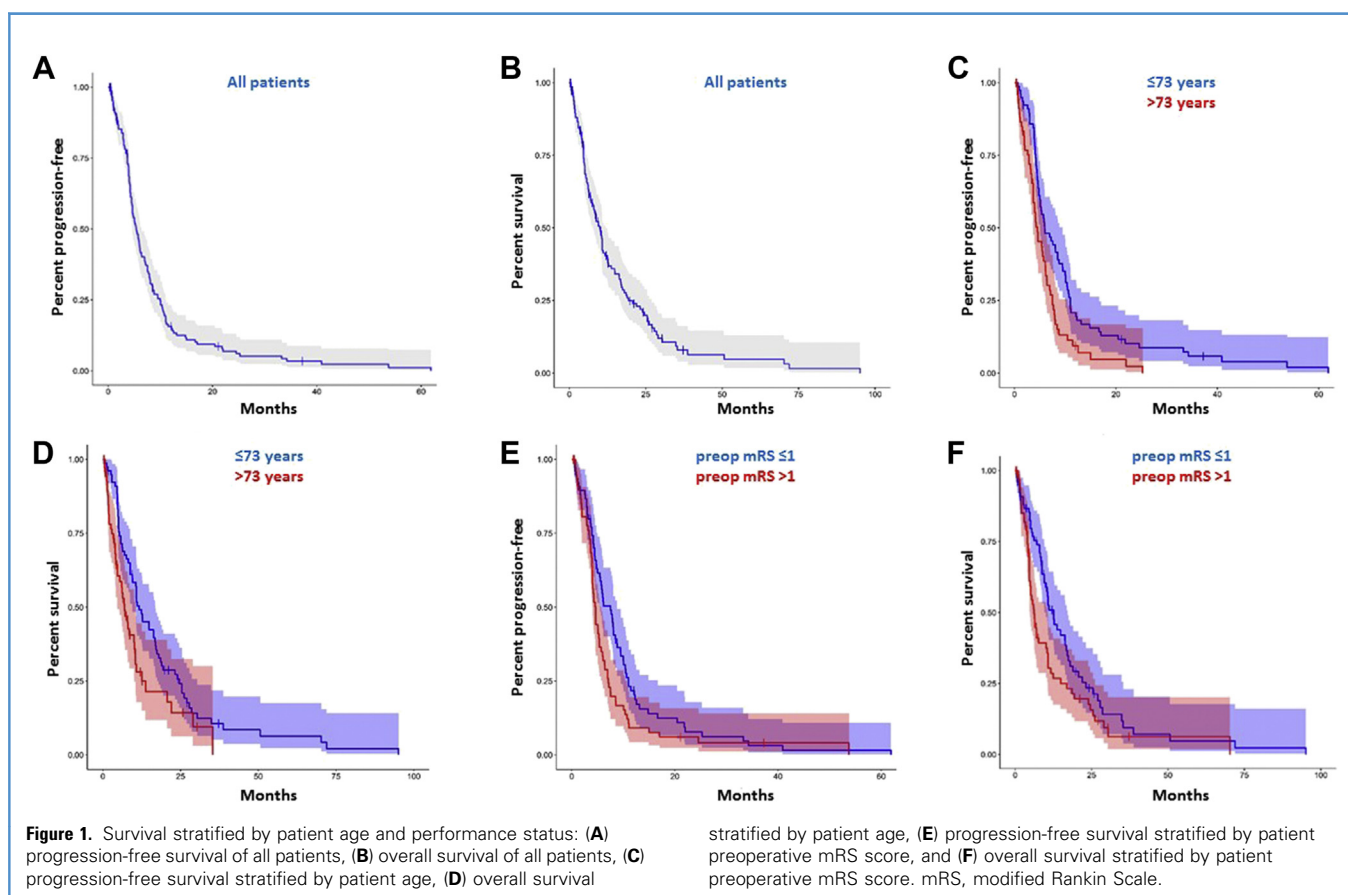 A
All patients
Percent progression-free
1.00
0.75
0.50
0.25
0.00
0
20
40
60
Months
B
All patients
Percent survival
1.00
0.75
0.50
0.25
0.00
0
25
50
75
100
Months
C
≤73 years
>73 years
Percent progression-free
1.00
0.75
0.50
0.25
0.00
0
20
40
60
Months
D
≤73 years
>73 years
Percent survival
1.00
0.75
0.50
0.25
0.00
0
25
50
75
100
Months
E
preop mRS ≤1
preop mRS >1
Percent progression-free
1.00
0.75
0.50
0.25
0.00
0
20
40
60
Months
F
preop mRS ≤1
preop mRS >1
Percent survival
1.00
0.75
0.50
0.25
0.00
0
25
50
75
100
Months
Figure 1. Survival stratified by patient age and performance status: (A)
progression-free survival of all patients, (B) overall survival of all patients, (C)
progression-free survival stratified by patient age, (D) overall survival
stratified by patient age, (E) progression-free survival stratified by patient
preoperative mRS score, and (F) overall survival stratified by patient
preoperative mRS score. mRS, modified Rankin Scale.